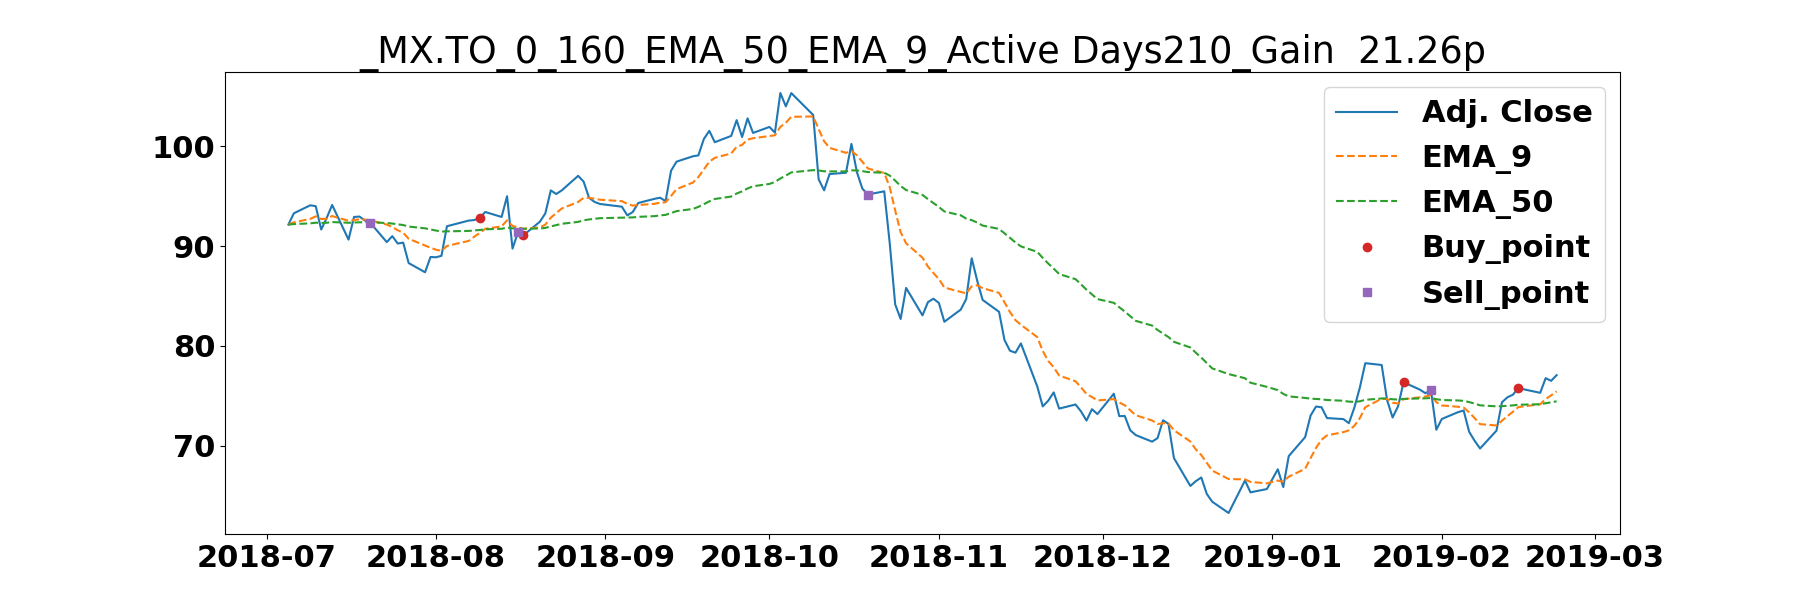 _MX.TO_0_160_EMA_50_EMA_9_Active Days210_Gain  21.26p
Adj. Close
EMA_9
EMA_50
Buy_point
Sell_point
100
90
80
70
2018-07 2018-08 2018-09 2018-10 2018-11 2018-12 2019-01 2019-02 2019-03